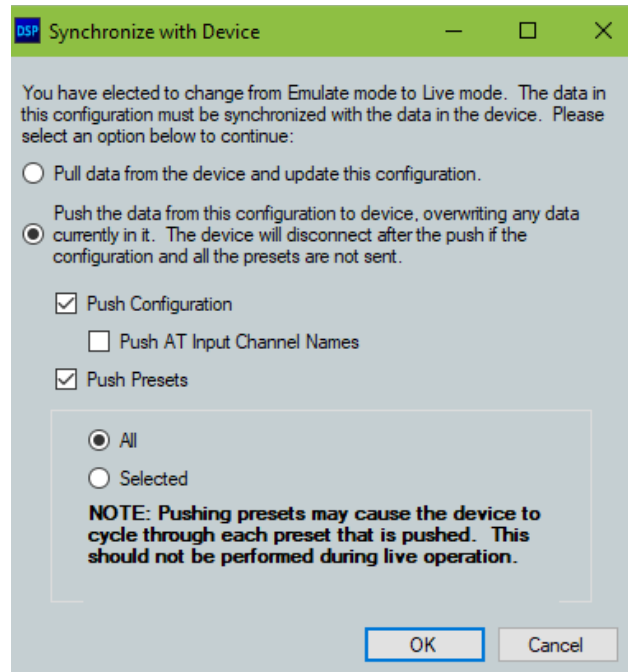 DSP Synchronize with Device
You have elected to change from Emulate mode to Live mode. The data in
this configuration must be synchronized with the data in the device. Please
select an option below to continue:
Pull data from the device and update this configuration.
Push the data from this configuration to device, overwriting any data
currently in it. The device will disconnect after the push if the
configuration and all the presets are not sent.
Push Configuration
Push AT Input Channel Names
Push Presets
All
Selected
NOTE: Pushing presets may cause the device to
cycle through each preset that is pushed. This
should not be performed during live operation.
OK Cancel